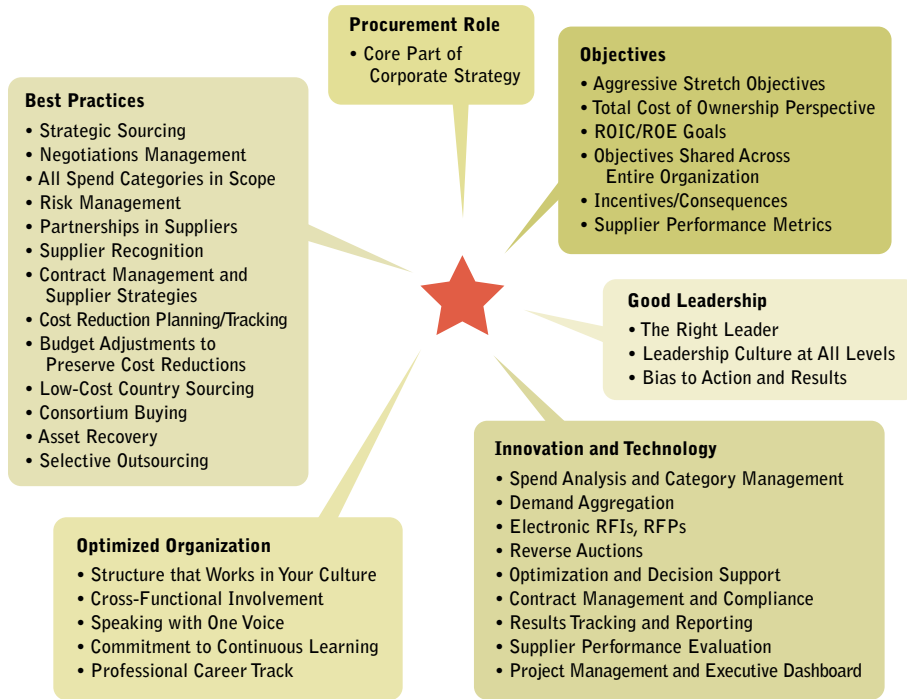 Procurement Role
• Core Part of
Corporate Strategy
Objectives
• Aggressive Stretch Objectives
• Total Cost of Ownership Perspective
• ROIC/ROE Goals
• Objectives Shared Across
Entire Organization
• Incentives/Consequences
• Supplier Performance Metrics
Best Practices
• Strategic Sourcing
• Negotiations Management
• All Spend Categories in Scope
• Risk Management
• Partnerships in Suppliers
• Supplier Recognition
• Contract Management and
Supplier Strategies
• Cost Reduction Planning/Tracking
• Budget Adjustments to
Preserve Cost Reductions
• Low-Cost Country Sourcing
• Consortium Buying
• Asset Recovery
• Selective Outsourcing
Good Leadership
• The Right Leader
• Leadership Culture at All Levels
• Bias to Action and Results
Innovation and Technology
• Spend Analysis and Category Management
• Demand Aggregation
• Electronic RFIs, RFPs
• Reverse Auctions
• Optimization and Decision Support
• Contract Management and Compliance
• Results Tracking and Reporting
• Supplier Performance Evaluation
• Project Management and Executive Dashboard
Optimized Organization
• Structure that Works in Your Culture
• Cross-Functional Involvement
• Speaking with One Voice
• Commitment to Continuous Learning
• Professional Career Track